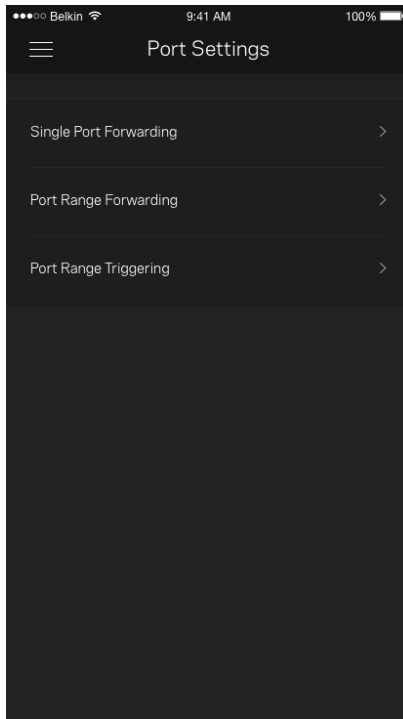 Belkin 9:41 AM 100%
Port Settings
Single Port Forwarding
Port Range Forwarding
Port Range Triggering